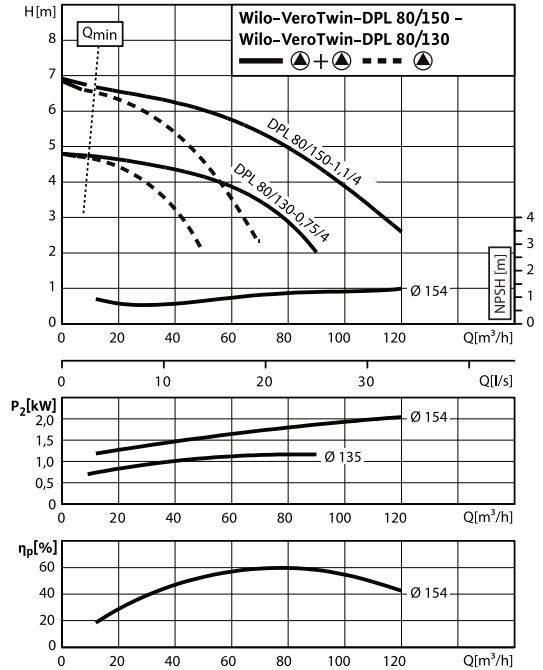 H [m]
Wilo-VeroTwin-DPL 80/150 –
Wilo-VeroTwin-DPL 80/130
+
Qmin
8
7
6
5
4
3
2
1
0
DPL 80/150-1,1/4
DPL 80/130-0,75/4
Ø 154
4
3
2
1
0
NPSH [m]
0 20 40 60 80 100 120 Q[m³/h]
0 10 20 30 Q[l/s]
P₂[kW]
2,0
1,5
1,0
0,5
0
Ø 154
Ø 135
0 20 40 60 80 100 120 Q[m³/h]
ηp[%]
60
40
20
0
Ø 154
0 20 40 60 80 100 120 Q[m³/h]